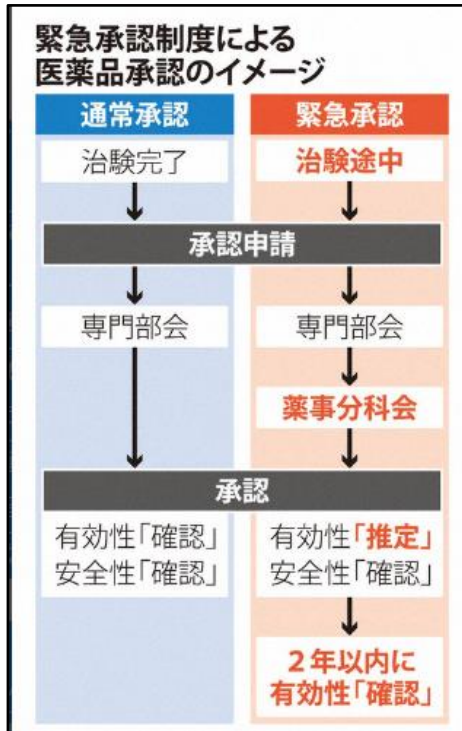 緊急承認制度による
医薬品承認のイメージ
通常承認 緊急承認
治験完了 治験途中
承認申請
専門部会 専門部会
薬事分科会
承認
有効性「確認」 有効性「推定」
安全性「確認」 安全性「確認」
2年以内に
有効性「確認」